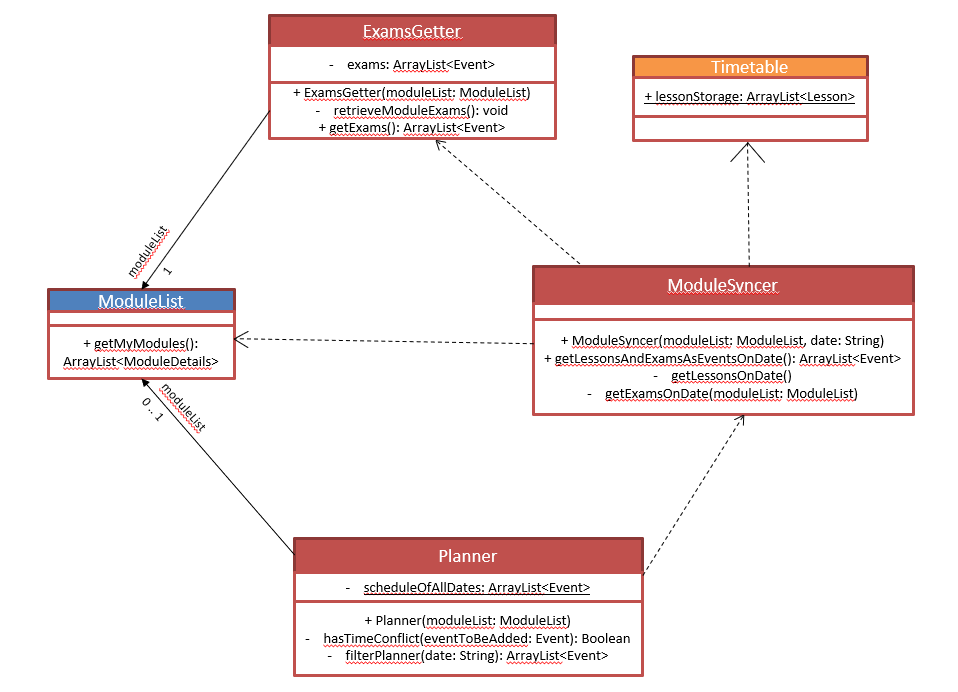 ExamsGetter
- exams: ArrayList<Event>
+ ExamsGetter(moduleList: ModuleList)
- retrieveModuleExams(): void
+ getExams(): ArrayList<Event>
Timetable
+ lessonStorage: ArrayList<Lesson>
moduleList
1
ModuleList
+ getMyModules():
ArrayList<ModuleDetails>
ModuleSyncer
+ ModuleSyncer(moduleList: ModuleList, date: String)
+ getLessonsAndExamsAsEventsOnDate(): ArrayList<Event>
- getLessonsOnDate()
- getExamsOnDate(moduleList: ModuleList)
moduleList
0 .. 1
Planner
- scheduleOfAllDates: ArrayList<Event>
+ Planner(moduleList: ModuleList)
- hasTimeConflict(eventToBeAdded: Event): Boolean
- filterPlanner(date: String): ArrayList<Event>